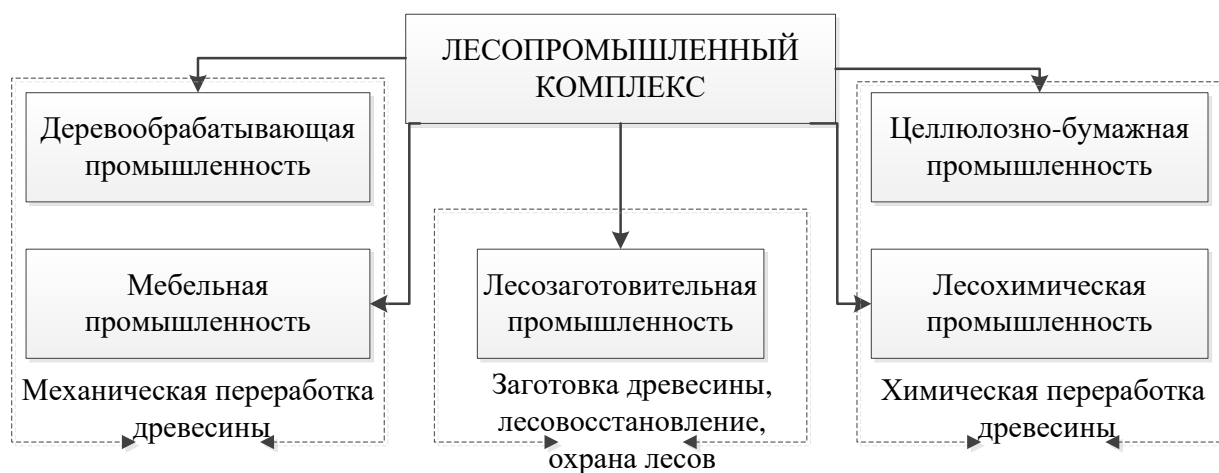 ЛЕСОПРОМЫШЛЕННЫЙ
КОМПЛЕКС
Деревообрабатывающая
промышленность
Целлюлозно-бумажная
промышленность
Мебельная
промышленность
Лесозаготовительная
промышленность
Лесохимическая
промышленность
Механическая переработка
древесины
Заготовка древесины,
лесовосстановление,
охрана лесов
Химическая переработка
древесины